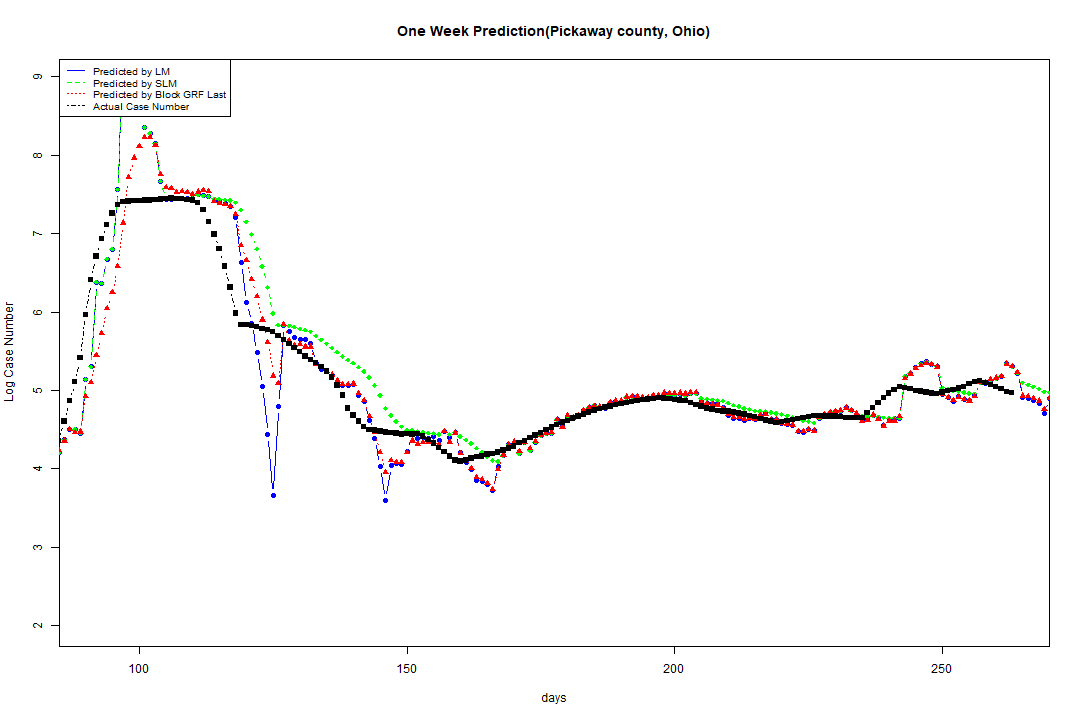 One Week Prediction(Pickaway county, Ohio)
Predicted by LM
Predicted by SLM
Predicted by Block GRF Last
Actual Case Number
Log Case Number
9
8
7
6
5
4
3
2
100 150 200 250
days